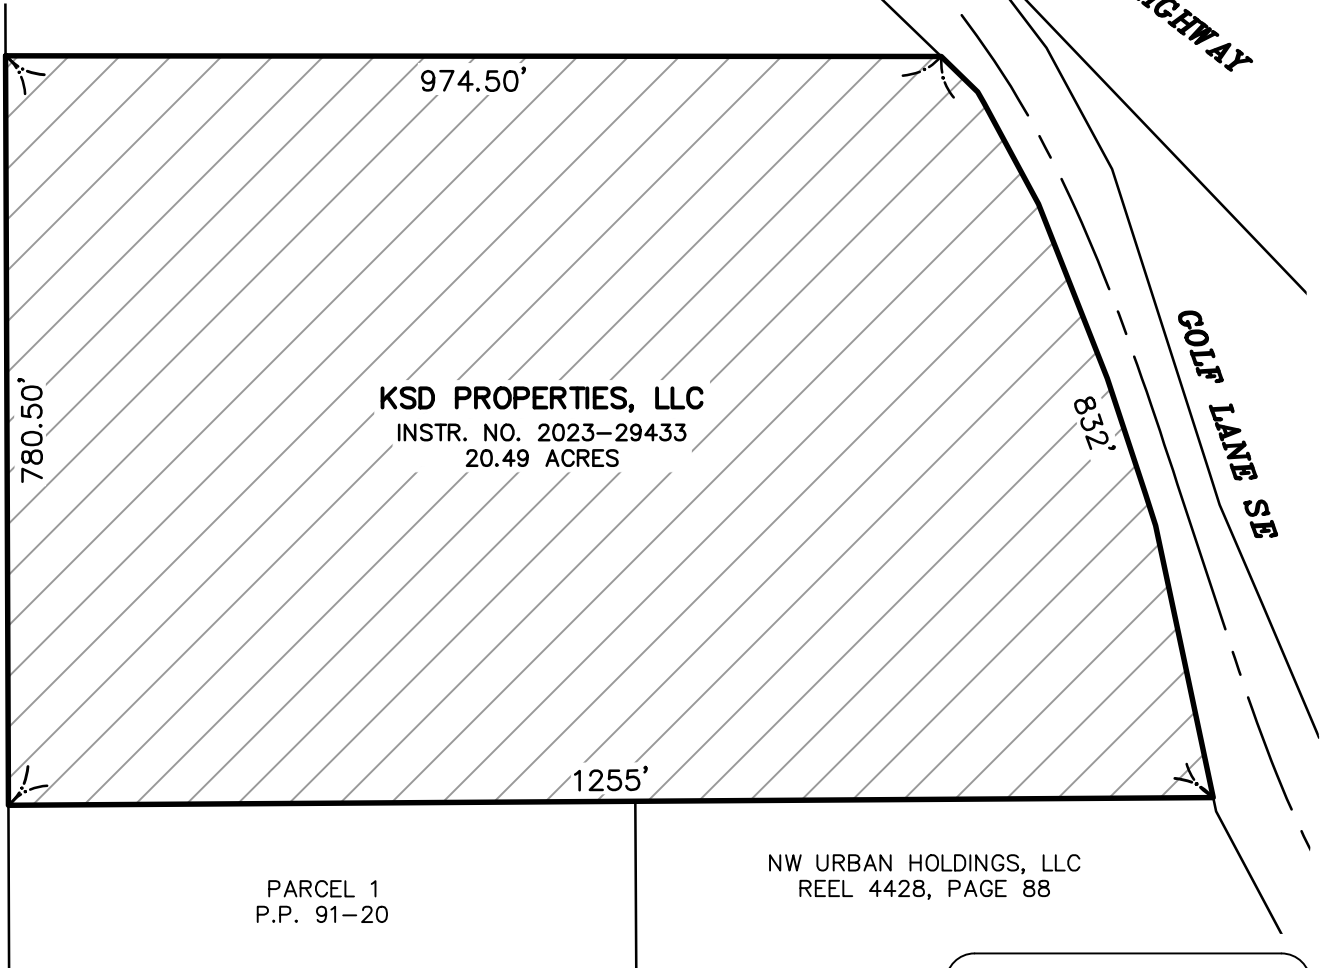 974.50'
KSD PROPERTIES, LLC
INSTR. NO. 2023-29433
20.49 ACRES
780.50'
832'
GOLF LANE SE
1255'
PARCEL 1
P.P. 91-20
NW URBAN HOLDINGS, LLC
REEL 4428, PAGE 88